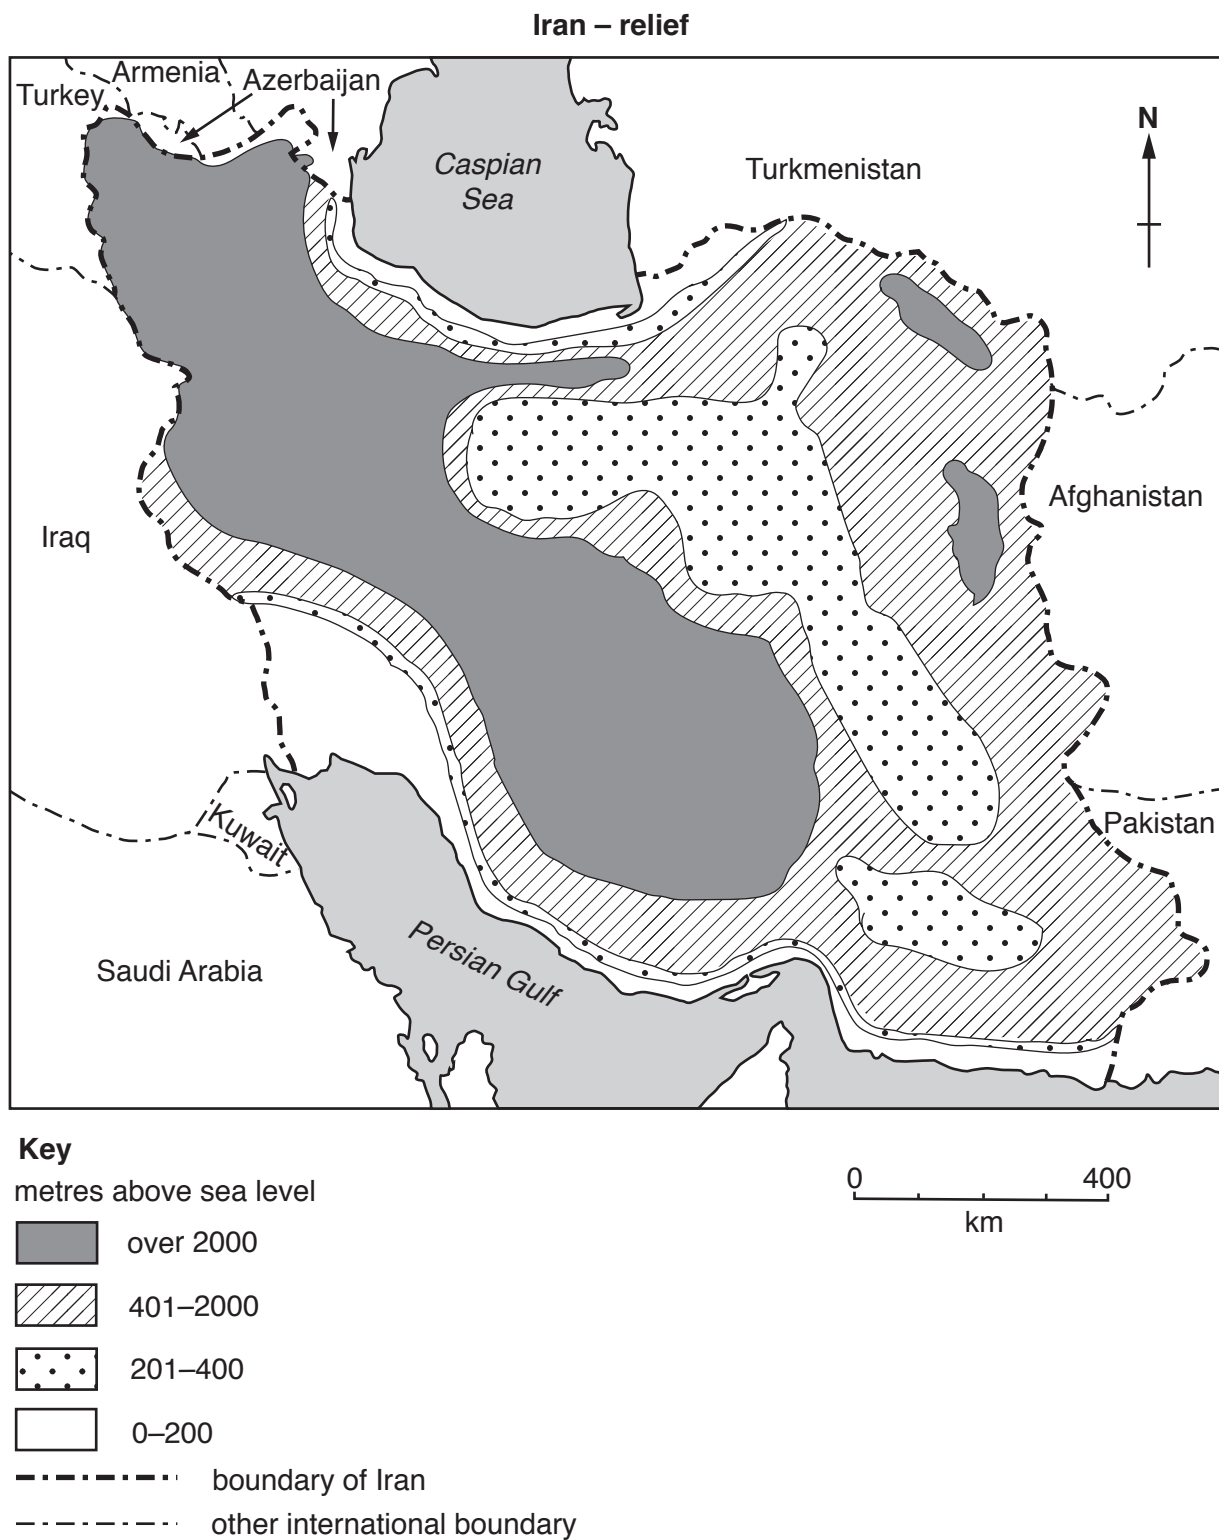 Iran – relief
Armenia
Azerbaijan
Turkey
N
Caspian
Sea
Turkmenistan
Afghanistan
Iraq
Pakistan
Kuwait
Persian Gulf
Saudi Arabia
Key
metres above sea level
over 2000
401–2000
201–400
0–200
boundary of Iran
other international boundary
0 400
km